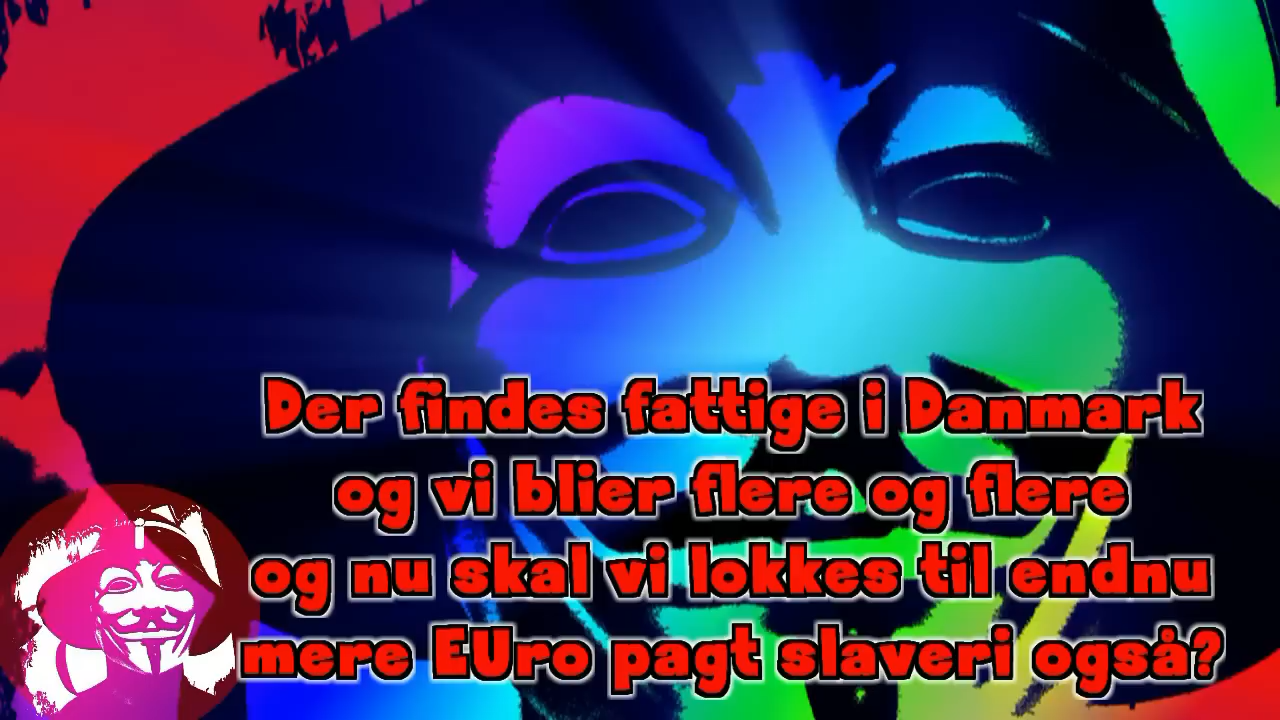 Der findes fattige i Danmark
og vi blier flere og flere
og nu skal vi lokkes til endnu
mere EUro pagt slaveri også?